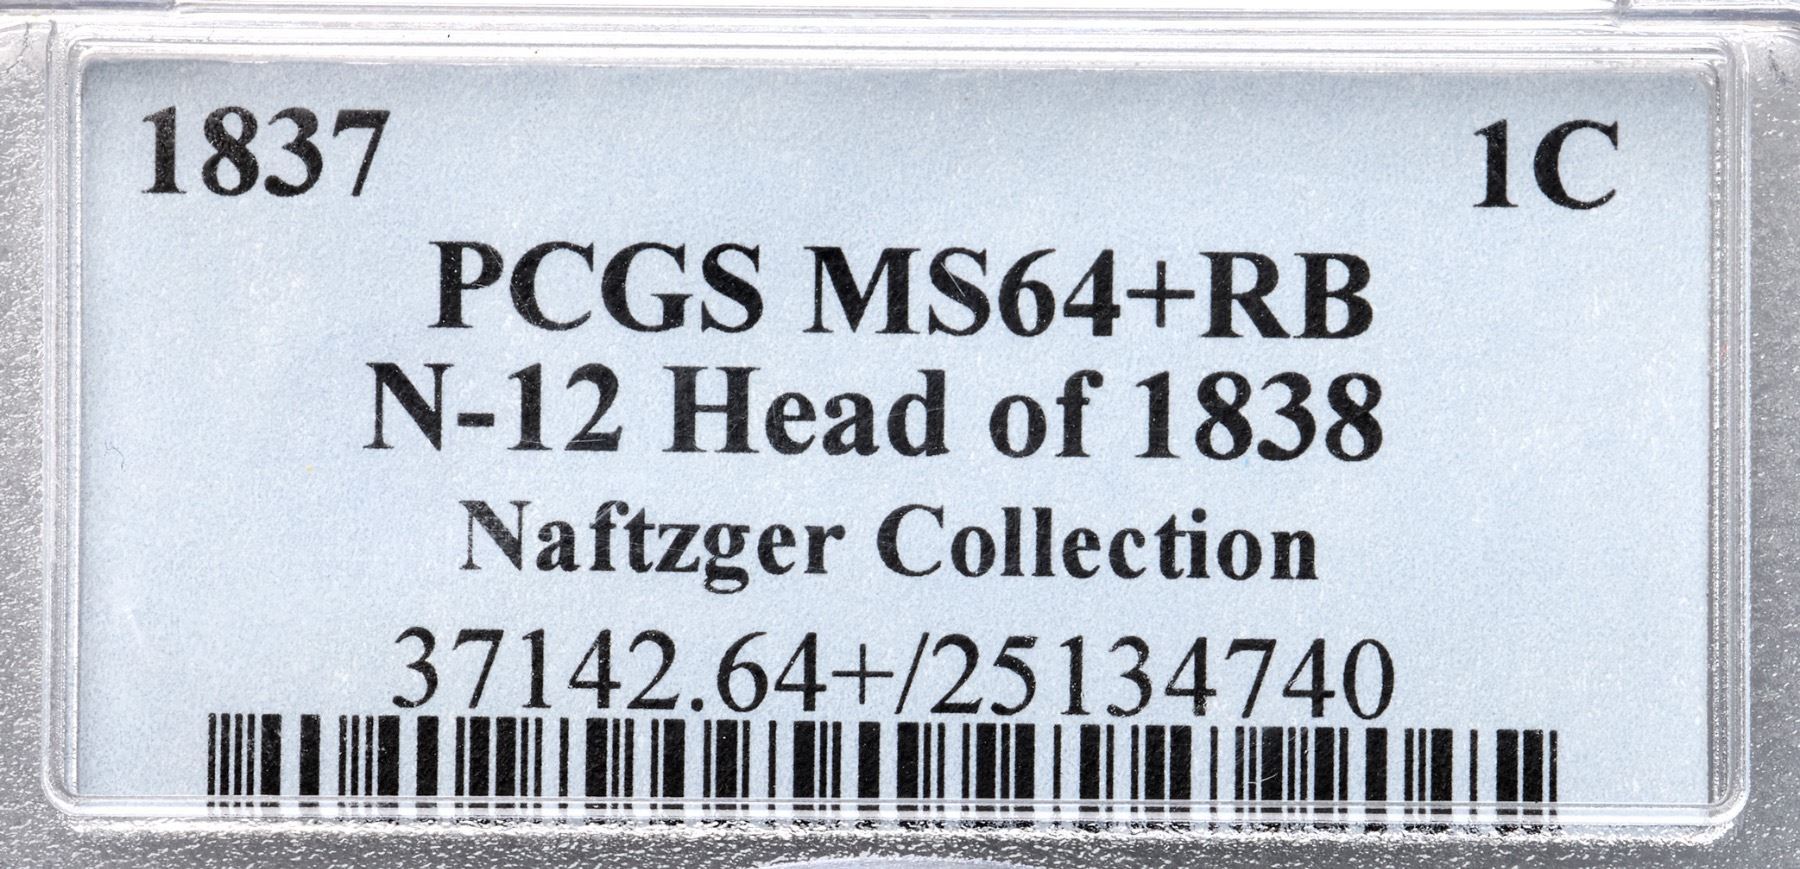 1837 1C
PCGS MS64+RB
N-12 Head of 1838
Naftzger Collection
37142.64+/25134740